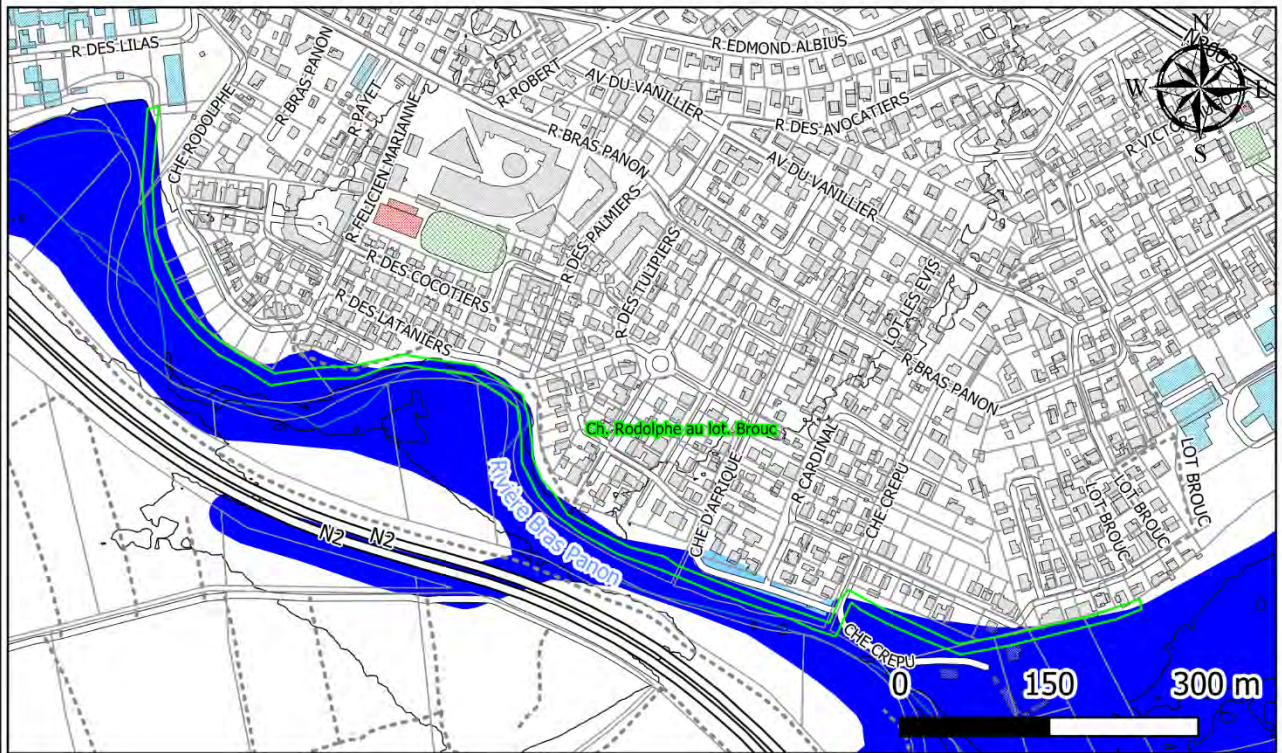 R DES LILAS
R EDMOND ALBIUS
N
W
E
S
CHE RODOLPHE
R BRAS-PANON
R PAYET
R FELICIEN MARIANNE
R ROBERT
AV DU VANILLIER
R DES AVOCATIERS
R BRAS-PANON
AV DU VANILLIER
R DES PALMIERS
R DES COCOTIERS
R DES TULIPIERS
R DES LATANIERS
LOT LES EVIS
R BRAS-PANON
Ch. Rodolphe au lot. Brouc
CHE D'AFRIQUE
R CARDINAL
CHE CREPU
LOT BROUC
LOT BROUC
LOT BROUC
Rivière Bras Panon
N2
N2
CHE CREPU
0
150
300 m